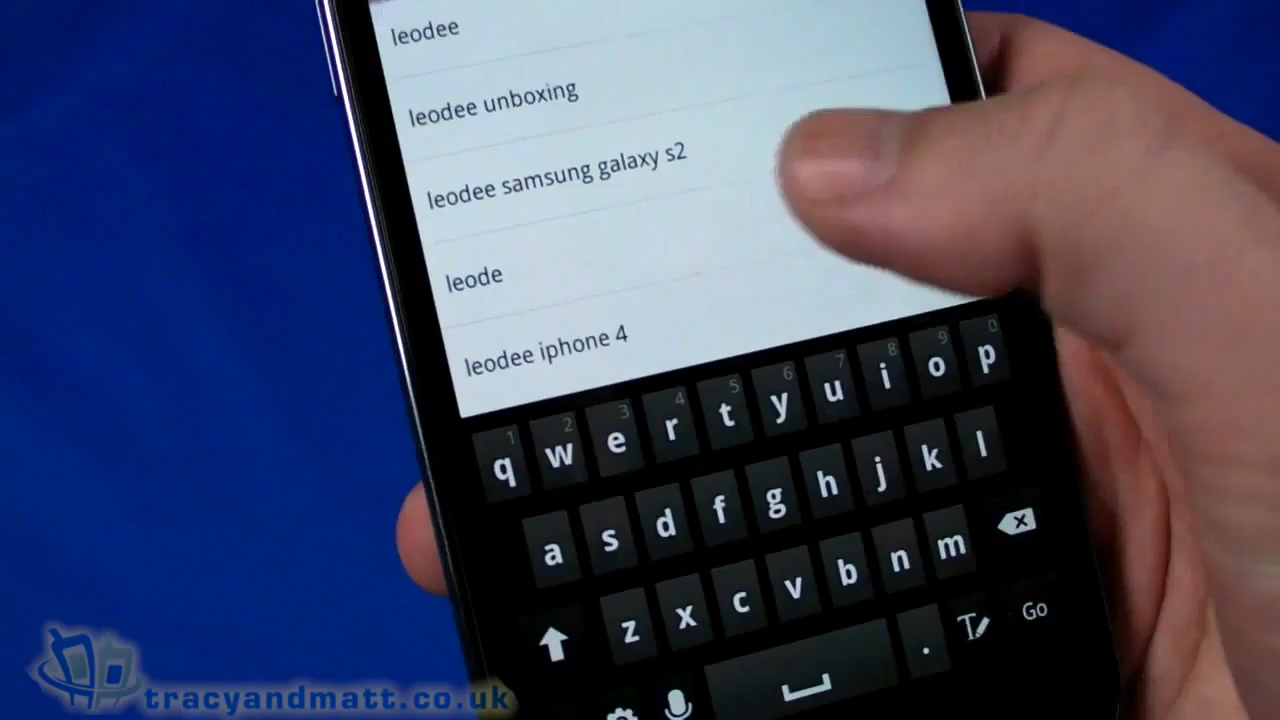 leodee
leodee unboxing
leodee samsung galaxy s2
leode
leodee iphone 4
1 2 3 4 5 6 7 8 9 0
q w e r t y u i o p
a s d f g h j k l
z x c v b n m
. T Go
tracyandmatt.co.uk